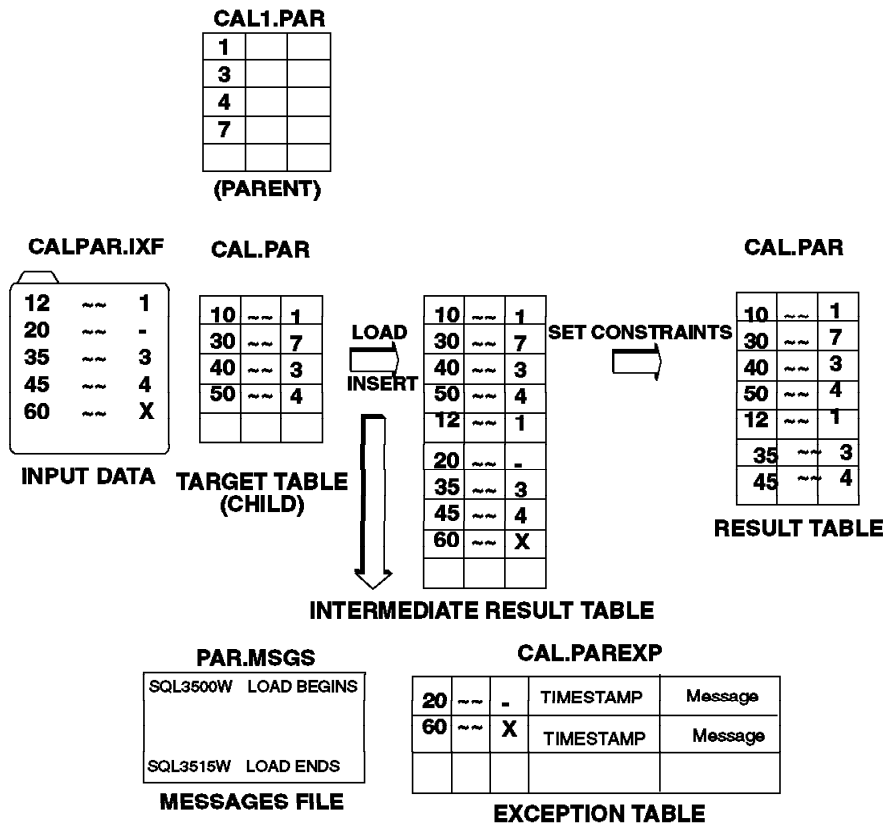 CAL1.PAR
1
3
4
7
(PARENT)
CALPAR.IXF
12 ~~ 1
20 ~~ -
35 ~~ 3
45 ~~ 4
60 ~~ X
INPUT DATA
CAL.PAR
10 ~~ 1
30 ~~ 7
40 ~~ 3
50 ~~ 4
TARGET TABLE
(CHILD)
LOAD
INSERT
10 ~~ 1
30 ~~ 7
40 ~~ 3
50 ~~ 4
12 ~~ 1
20 ~~ -
35 ~~ 3
45 ~~ 4
60 ~~ X
INTERMEDIATE RESULT TABLE
SET CONSTRAINTS
CAL.PAR
10 ~~ 1
30 ~~ 7
40 ~~ 3
50 ~~ 4
12 ~~ 1
35 ~~ 3
45 ~~ 4
RESULT TABLE
PAR.MSGS
SQL3500W LOAD BEGINS
SQL3515W LOAD ENDS
MESSAGES FILE
CAL.PAREXP
20 ~~ - TIMESTAMP Message
60 ~~ X TIMESTAMP Message
EXCEPTION TABLE